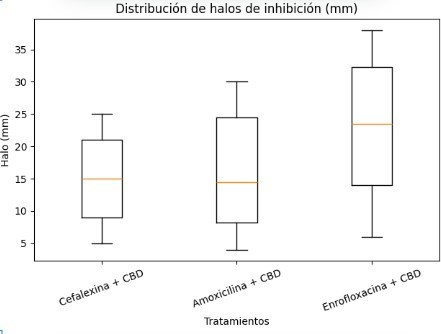 Distribución de halos de inhibición (mm)
Halo (mm)
35
30
25
20
15
10
5
Cefalexina + CBD
Amoxicilina + CBD
Enrofloxacina + CBD
Tratamientos